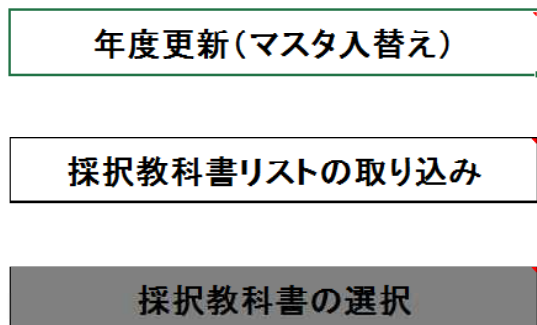 年度更新(マスタ入替え)
採択教科書リストの取り込み
採択教科書の選択